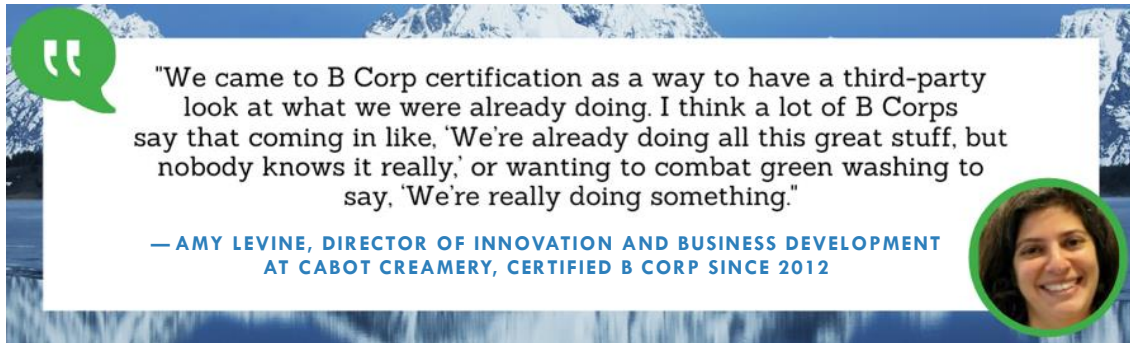 "We came to B Corp certification as a way to have a third-party
look at what we were already doing. I think a lot of B Corps
say that coming in like, ‘We’re already doing all this great stuff, but
nobody knows it really,’ or wanting to combat green washing to
say, ‘We’re really doing something."
— AMY LEVINE, DIRECTOR OF INNOVATION AND BUSINESS DEVELOPMENT
AT CABOT CREAMERY, CERTIFIED B CORP SINCE 2012